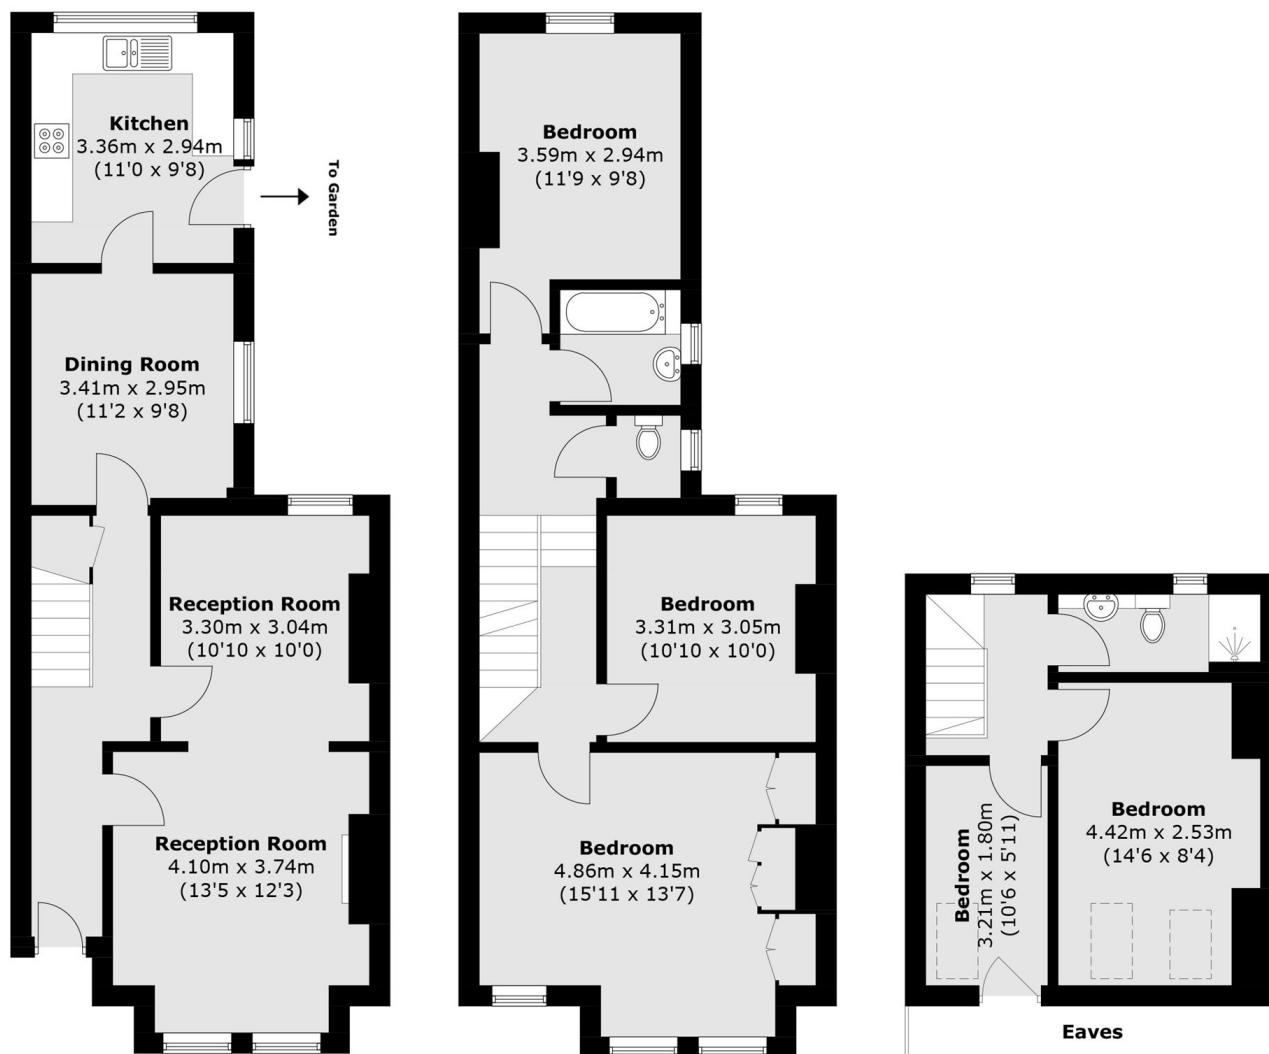 Kitchen
3.36m x 2.94m
(11'0 x 9'8)
To Garden
Dining Room
3.41m x 2.95m
(11'2 x 9'8)
Reception Room
3.30m x 3.04m
(10'10 x 10'0)
Reception Room
4.10m x 3.74m
(13'5 x 12'3)
Bedroom
3.59m x 2.94m
(11'9 x 9'8)
Bedroom
3.31m x 3.05m
(10'10 x 10'0)
Bedroom
4.86m x 4.15m
(15'11 x 13'7)
Bedroom
3.21m x 1.80m
(10'6 x 5'11)
Bedroom
4.42m x 2.53m
(14'6 x 8'4)
Eaves